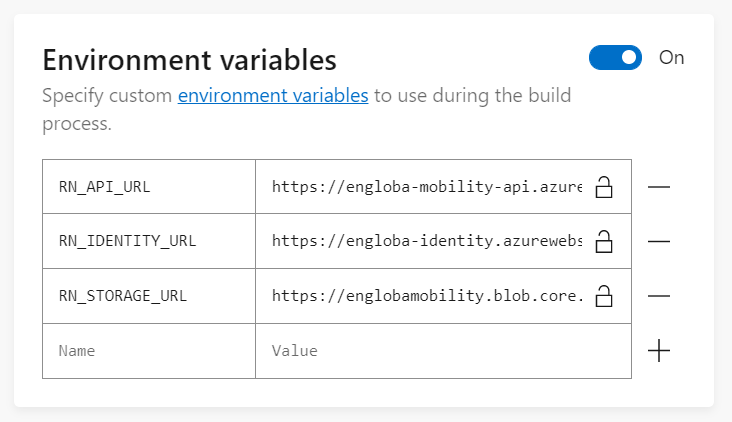 Environment variables
On
Specify custom environment variables to use during the build
process.
RN_API_URL https://engloba-mobility-api.azure
RN_IDENTITY_URL https://engloba-identity.azurewebs
RN_STORAGE_URL https://englobamobility.blob.core.
Name Value